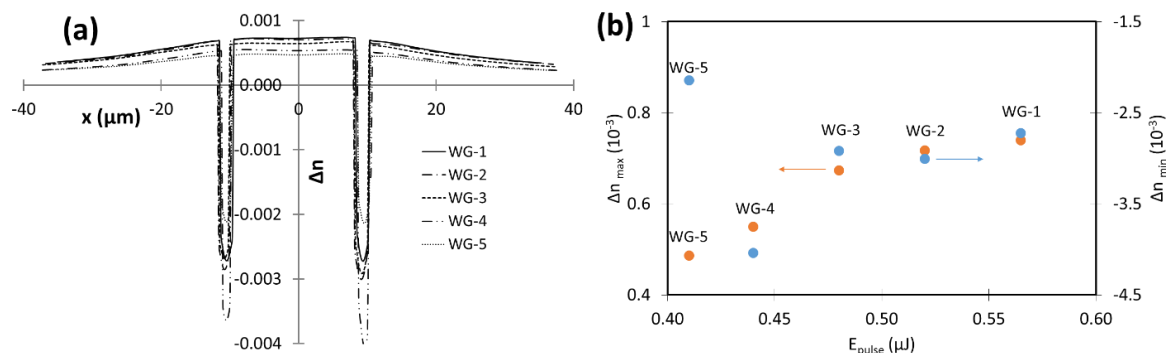 (a)
0.001
0.000
-0.001
-0.002
-0.003
-0.004
-40
-20
0
20
40
x (μm)
Δn
WG-1
WG-2
WG-3
WG-4
WG-5
(b)
1
0.8
0.6
0.4
Δn max (10-3)
-1.5
-2.5
-3.5
-4.5
Δn min (10-3)
WG-5
WG-3
WG-2
WG-1
WG-4
WG-5
0.40
0.45
0.50
0.55
0.60
Epulse (μJ)